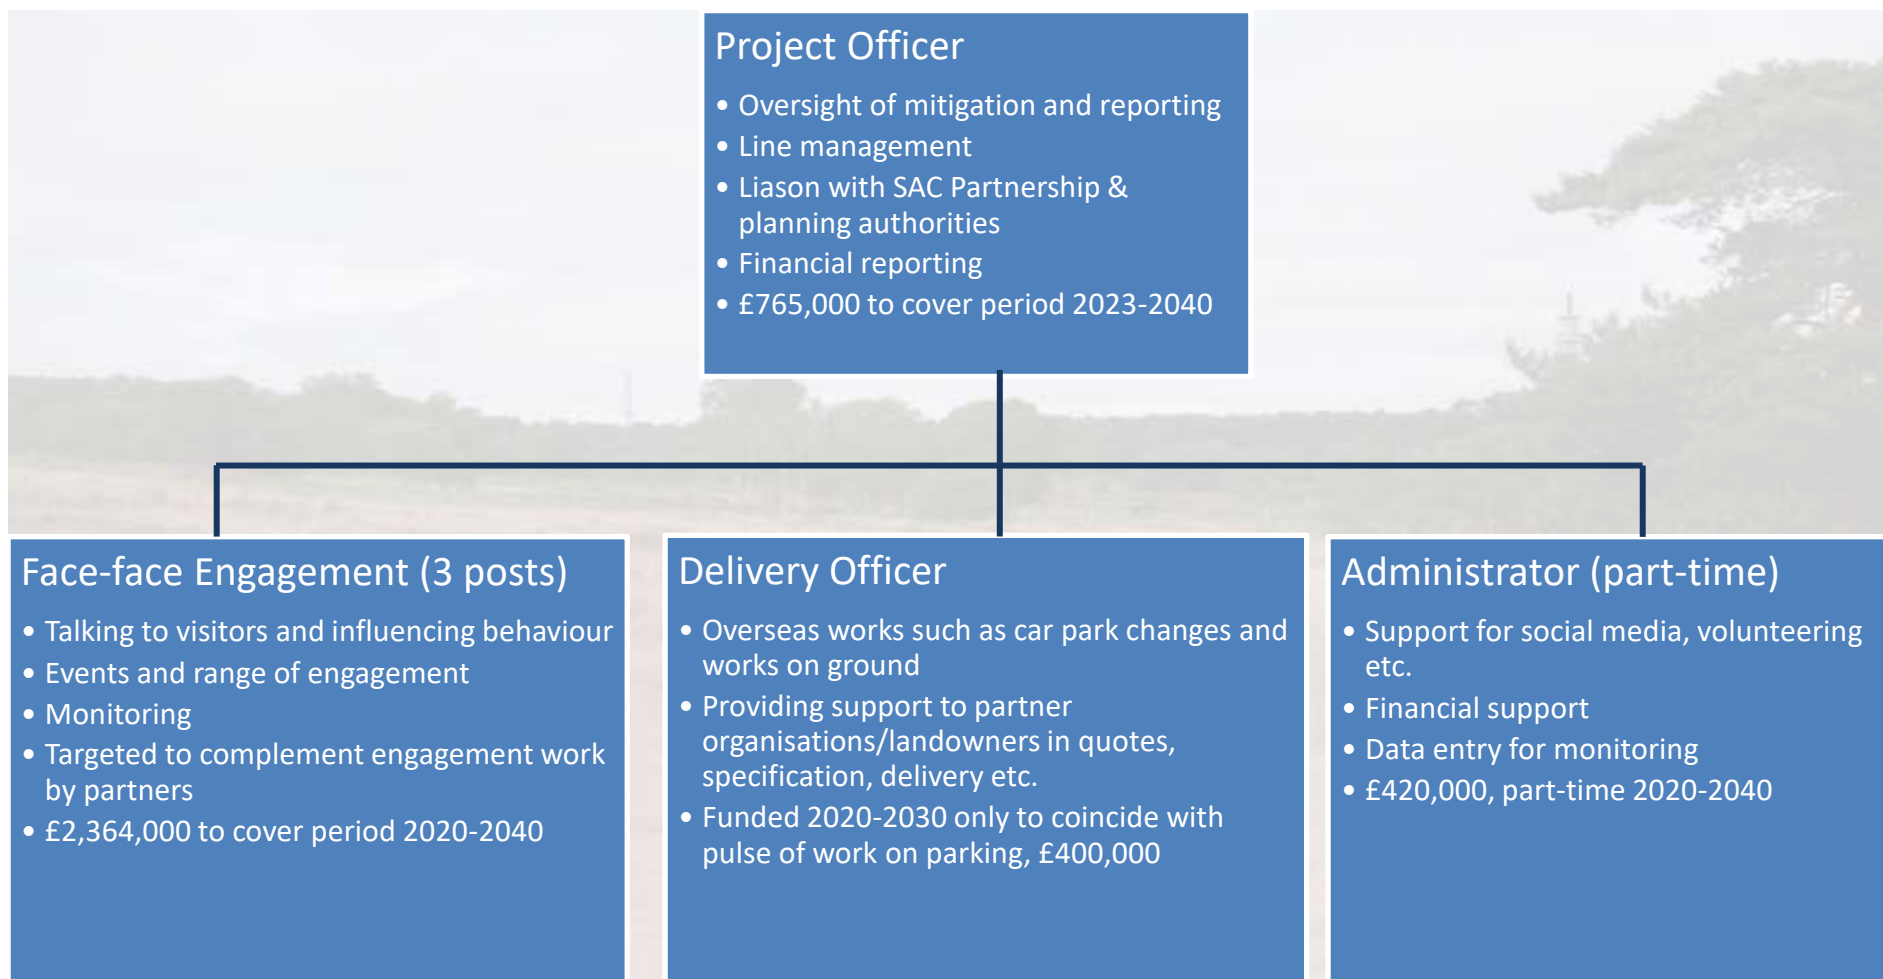 Project Officer
• Oversight of mitigation and reporting
• Line management
• Liason with SAC Partnership &
planning authorities
• Financial reporting
• £765,000 to cover period 2023-2040
Face-face Engagement (3 posts)
• Talking to visitors and influencing behaviour
• Events and range of engagement
• Monitoring
• Targeted to complement engagement work
by partners
• £2,364,000 to cover period 2020-2040
Delivery Officer
• Overseas works such as car park changes and
works on ground
• Providing support to partner
organisations/landowners in quotes,
specification, delivery etc.
• Funded 2020-2030 only to coincide with
pulse of work on parking, £400,000
Administrator (part-time)
• Support for social media, volunteering
etc.
• Financial support
• Data entry for monitoring
• £420,000, part-time 2020-2040